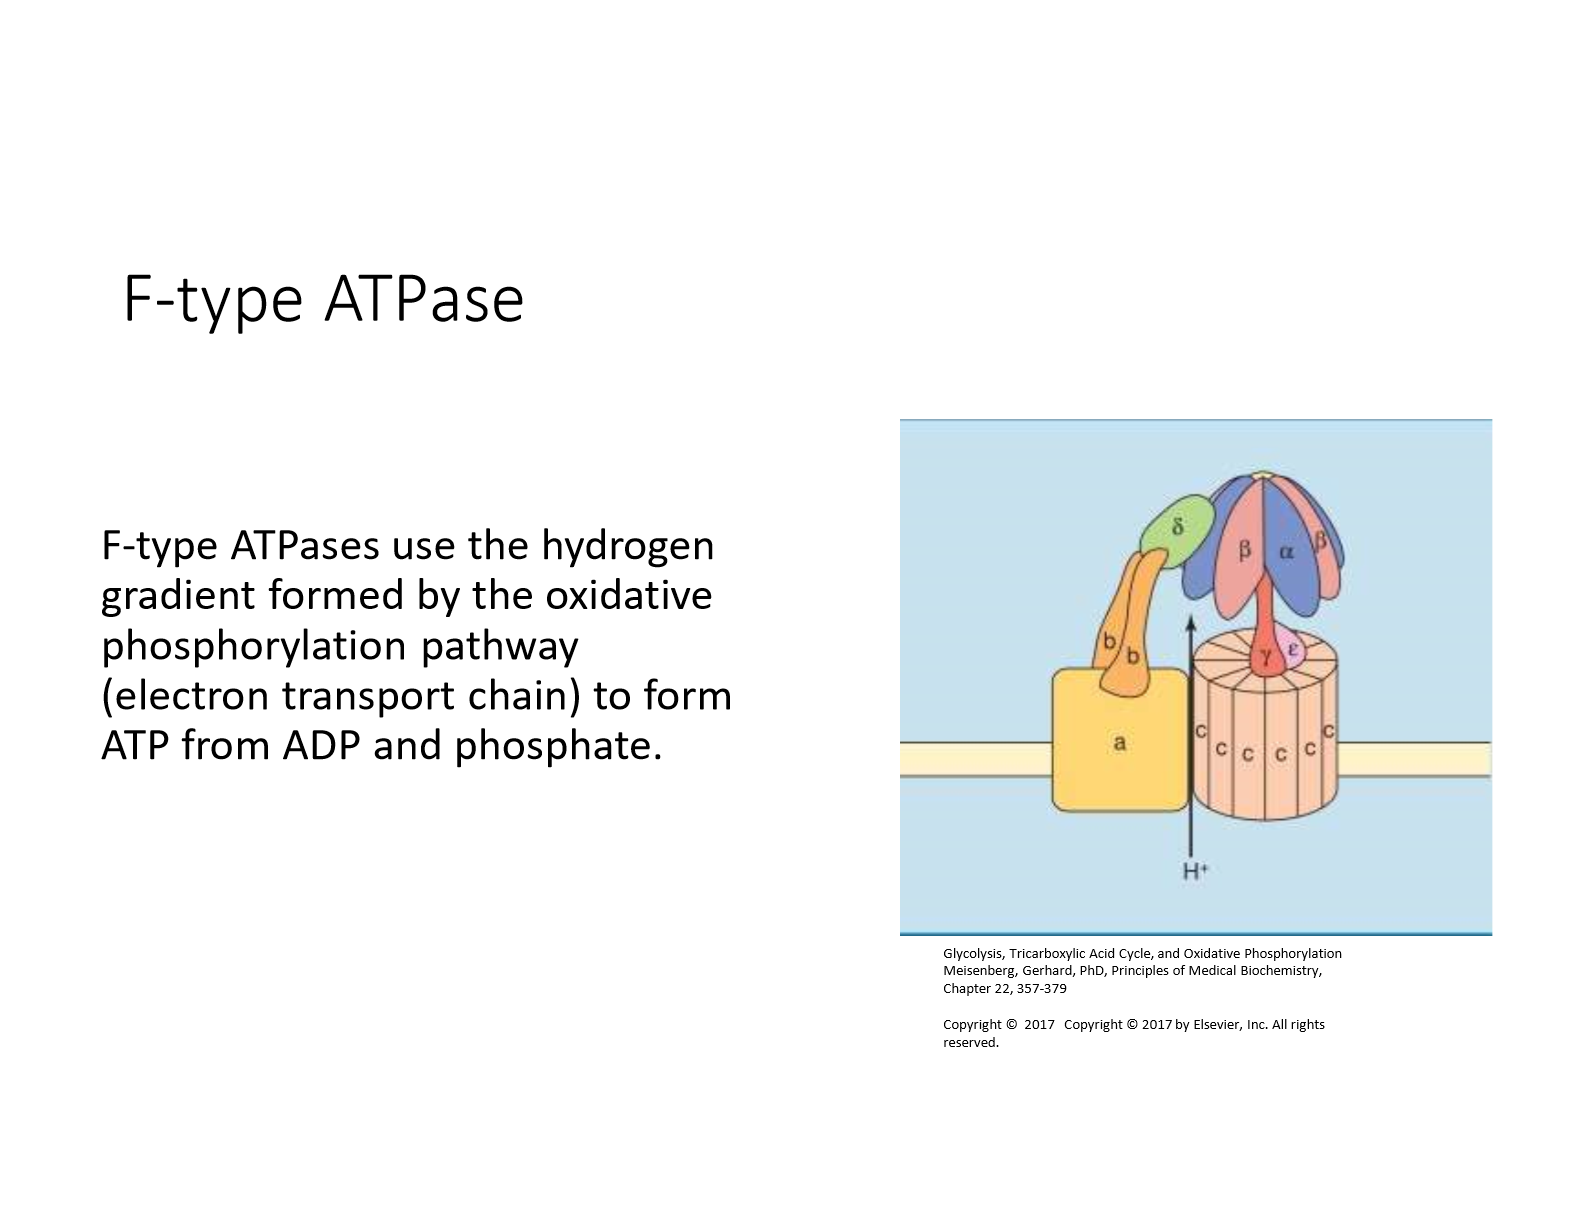 F-type ATPase
F-type ATPases use the hydrogen
gradient formed by the oxidative
phosphorylation pathway
(electron transport chain) to form
ATP from ADP and phosphate.
δ
β
α
β
b
b
γ
ε
a
c
c
c
c
c
c
H⁺
Glycolysis, Tricarboxylic Acid Cycle, and Oxidative Phosphorylation
Meisenberg, Gerhard, PhD, Principles of Medical Biochemistry,
Chapter 22, 357-379
Copyright © 2017 Copyright © 2017 by Elsevier, Inc. All rights
reserved.